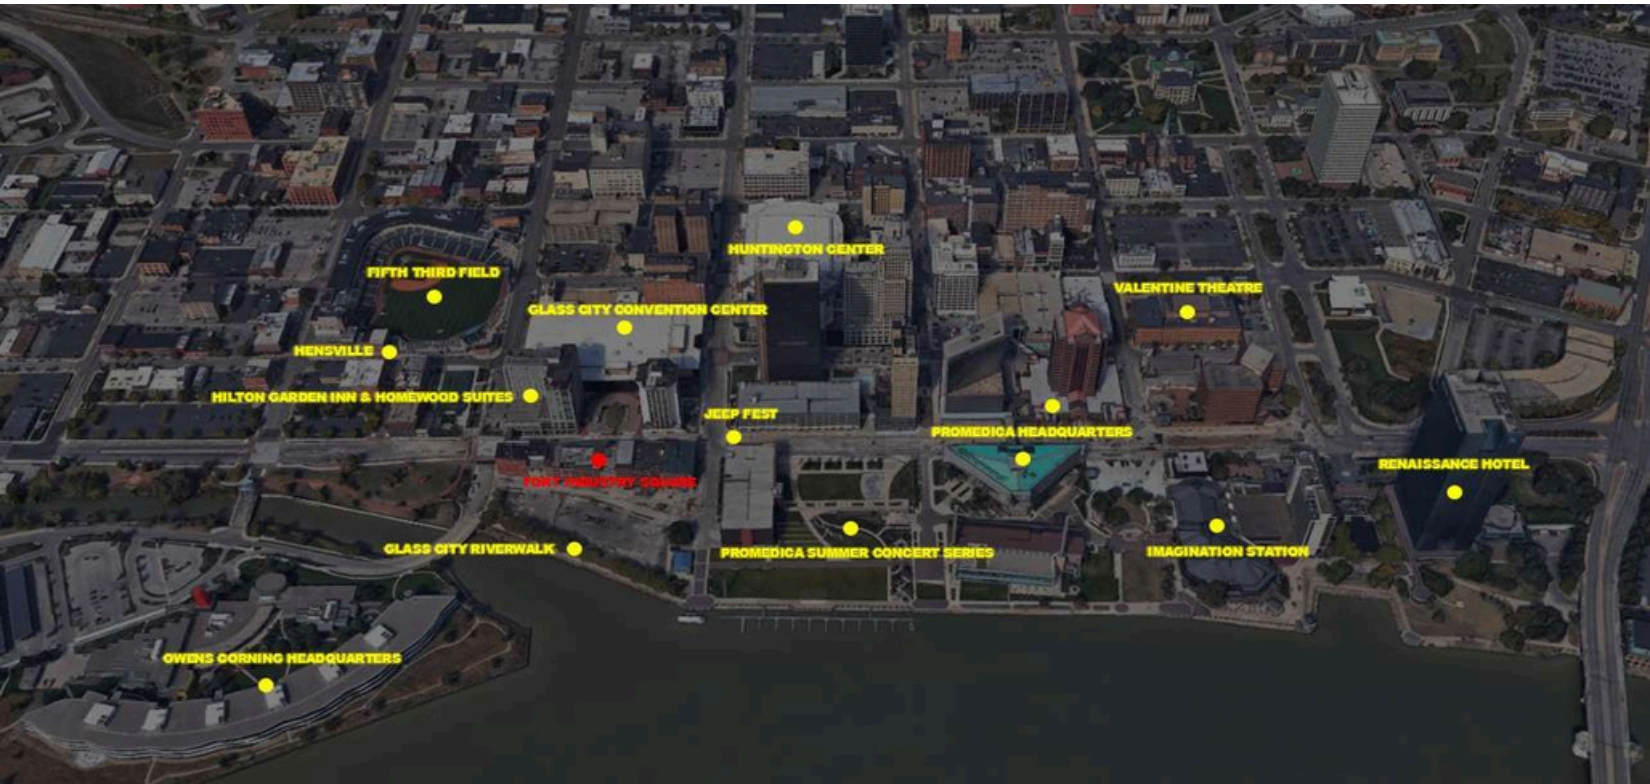 HUNTINGTON CENTER
FIFTH THIRD FIELD
VALENTINE THEATRE
GLASS CITY CONVENTION CENTER
HENSVILLE
HILTON GARDEN INN & HOMEWOOD SUITES
JEEP FEST
PROMEDICA HEADQUARTERS
RENAISSANCE HOTEL
FORT INDUSTRY SQUARE
GLASS CITY RIVERWALK
PROMEDICA SUMMER CONCERT SERIES
IMAGINATION STATION
OWENS CORNING HEADQUARTERS